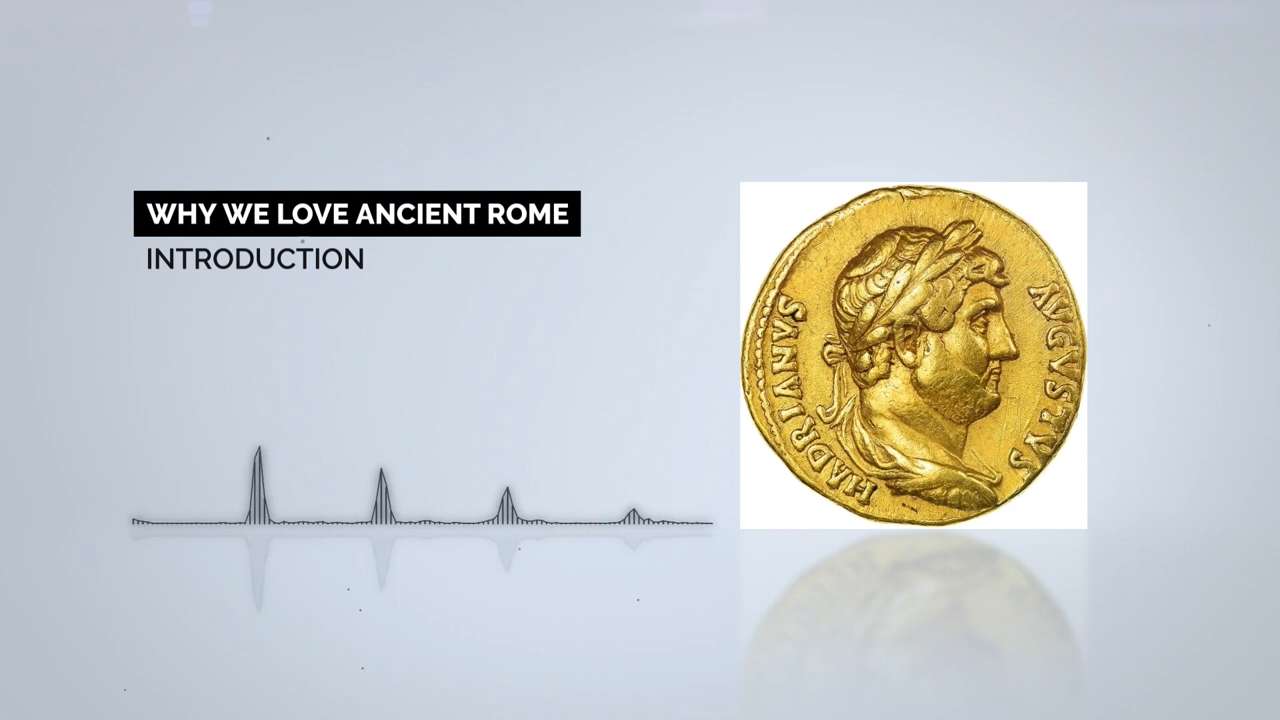 WHY WE LOVE ANCIENT ROME
INTRODUCTION
HADRIANVS
AVGVSTVS